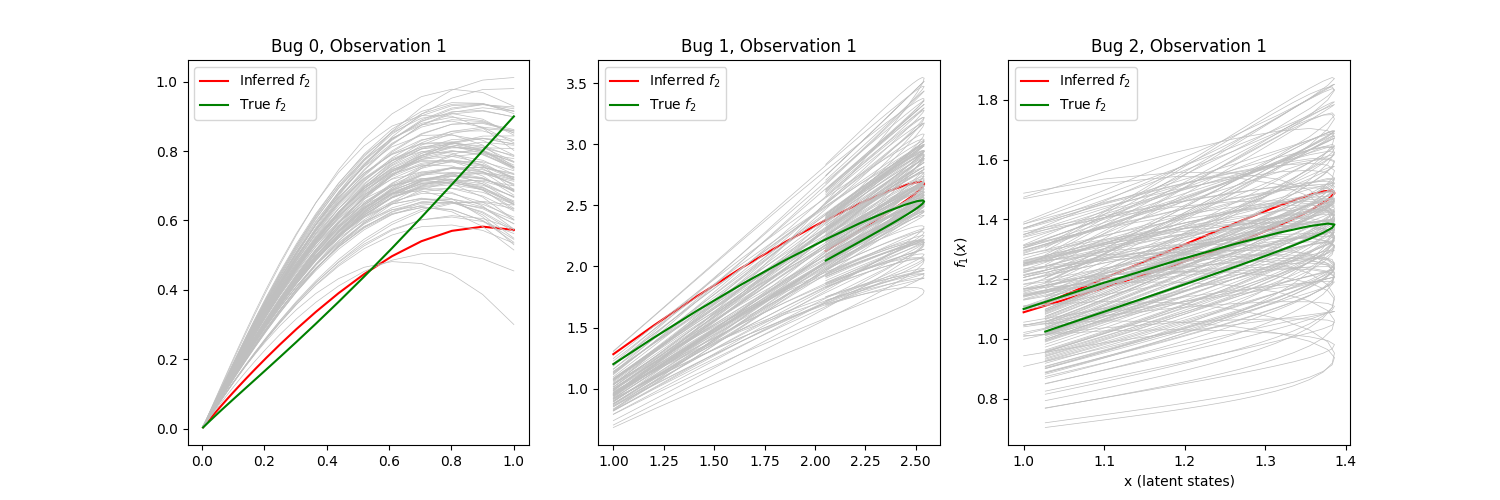 Bug 0, Observation 1
Inferred f₂
True f₂
1.0
0.8
0.6
0.4
0.2
0.0
0.0 0.2 0.4 0.6 0.8 1.0
Bug 1, Observation 1
Inferred f₂
True f₂
3.5
3.0
2.5
2.0
1.5
1.0
1.00 1.25 1.50 1.75 2.00 2.25 2.50
Bug 2, Observation 1
Inferred f₂
True f₂
f₁(x)
1.8
1.6
1.4
1.2
1.0
0.8
1.0 1.1 1.2 1.3 1.4
x (latent states)